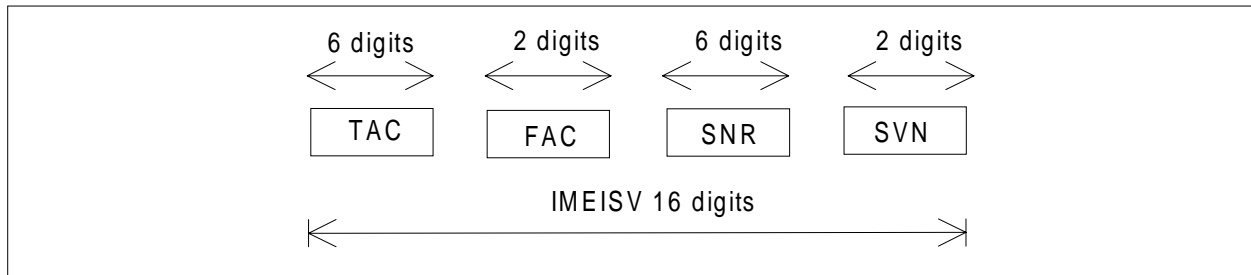 6 digits 2 digits 6 digits 2 digits
TAC FAC SNR SVN
IMEISV 16 digits